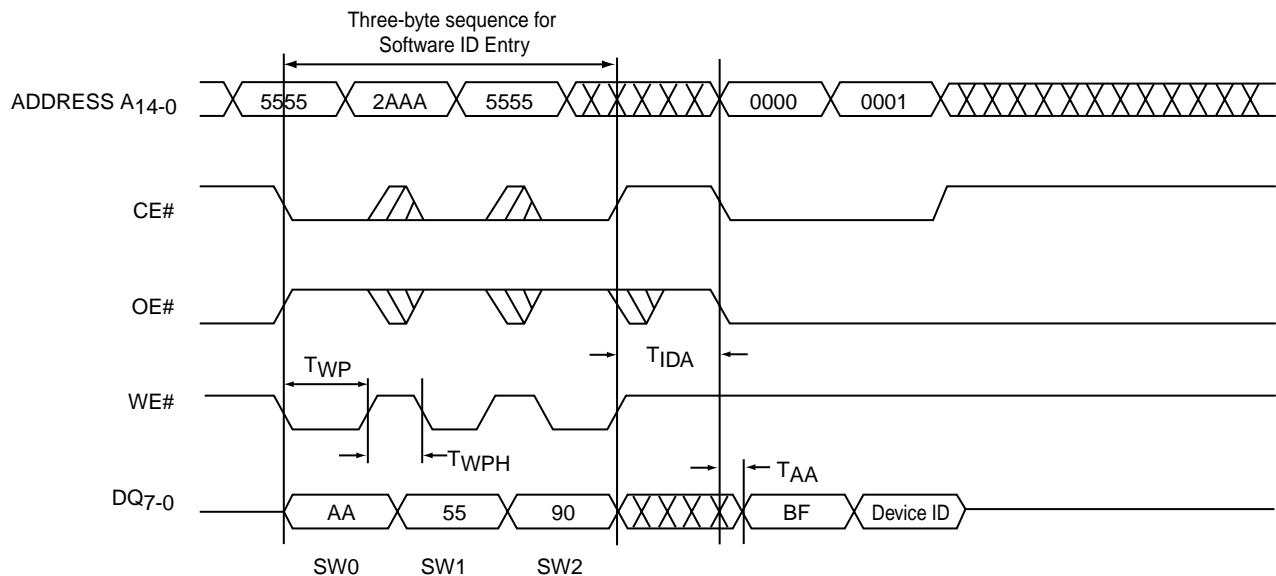 Three-byte sequence for
Software ID Entry
ADDRESS A14-0
5555 2AAA 5555 0000 0001
CE#
OE#
TIDA
TWP
WE#
TWPH
TAA
DQ7-0
AA 55 90 BF Device ID
SW0 SW1 SW2